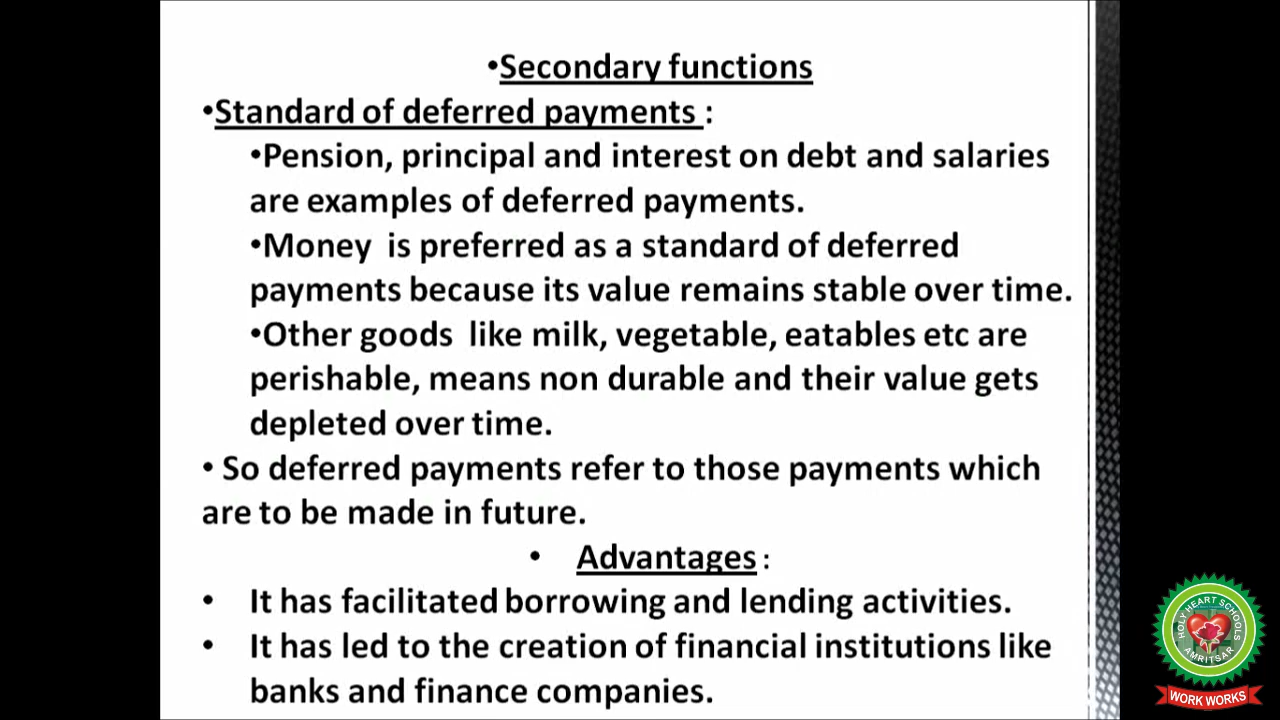 •Secondary functions
•Standard of deferred payments :
•Pension, principal and interest on debt and salaries
are examples of deferred payments.
•Money is preferred as a standard of deferred
payments because its value remains stable over time.
•Other goods like milk, vegetable, eatables etc are
perishable, means non durable and their value gets
depleted over time.
• So deferred payments refer to those payments which
are to be made in future.
• Advantages :
• It has facilitated borrowing and lending activities.
• It has led to the creation of financial institutions like
banks and finance companies.
HOLY HEART SCHOOLS
AMRITSAR
WORK WORKS